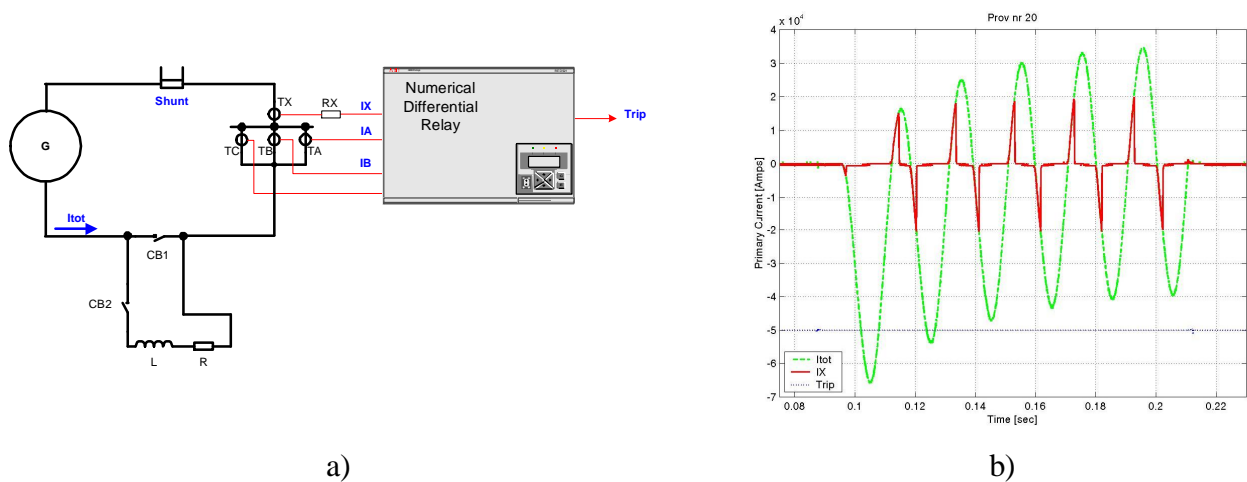 Shunt
G
TX
RX
IX
IA
IB
TC
TB
TA
Numerical
Differential
Relay
Trip
Itot
CB1
CB2
L
R
a)
Prov nr 20
x 10^4
Primary Current [Amps]
4
3
2
1
0
-1
-2
-3
-4
-5
-6
-7
0.08
0.1
0.12
0.14
0.16
0.18
0.2
0.22
Time [sec]
Itot
IX
Trip
b)